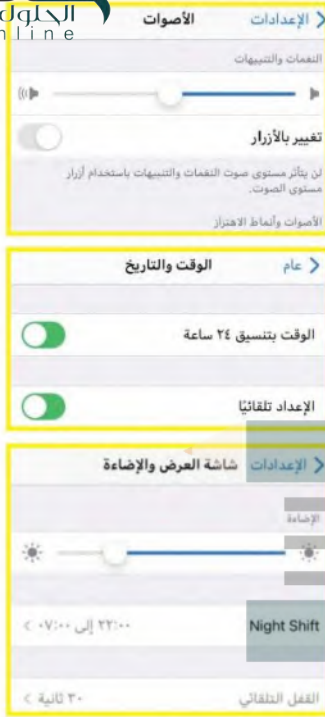 الحلول
online
الإعدادات
الأصوات
النغمات والتنبيهات
تغيير بالأزرار
لن يتأثر مستوى صوت النغمات والتنبيهات باستخدام أزرار
مستوى الصوت.
الأصوات وأنماط الاهتزاز
عام
الوقت والتاريخ
الوقت بتنسيق ٢٤ ساعة
الإعداد تلقائيًا
الإعدادات
شاشة العرض والإضاءة
الإضاءة
Night Shift
٢٢:٠٠ إلى ٠٧:٠٠
القفل التلقائي
٣٠ ثانية